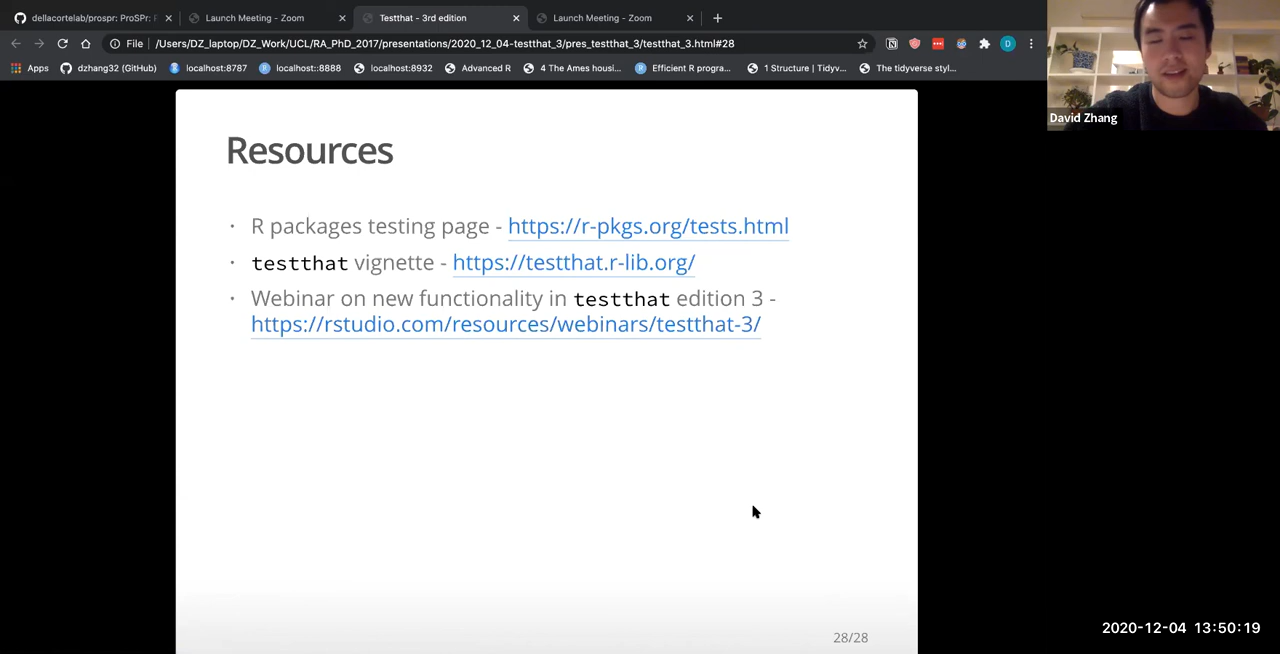 dellacortelab/prospr: ProSPr:
Launch Meeting - Zoom
Testthat - 3rd edition
Launch Meeting - Zoom
File
/Users/DZ_laptop/DZ_Work/UCL/RA_PhD_2017/presentations/2020_12_04-testthat_3/pres_testthat_3/testthat_3.html#28
D
Apps
dzhang32 (GitHub)
localhost:8787
localhost::8888
localhost:8932
Advanced R
4 The Ames housi...
Efficient R progra...
1 Structure | Tidyv...
The tidyverse styl...
David Zhang
Resources
• R packages testing page - https://r-pkgs.org/tests.html
• testthat vignette - https://testthat.r-lib.org/
• Webinar on new functionality in testthat edition 3 -
https://rstudio.com/resources/webinars/testthat-3/
28/28
2020-12-04 13:50:19